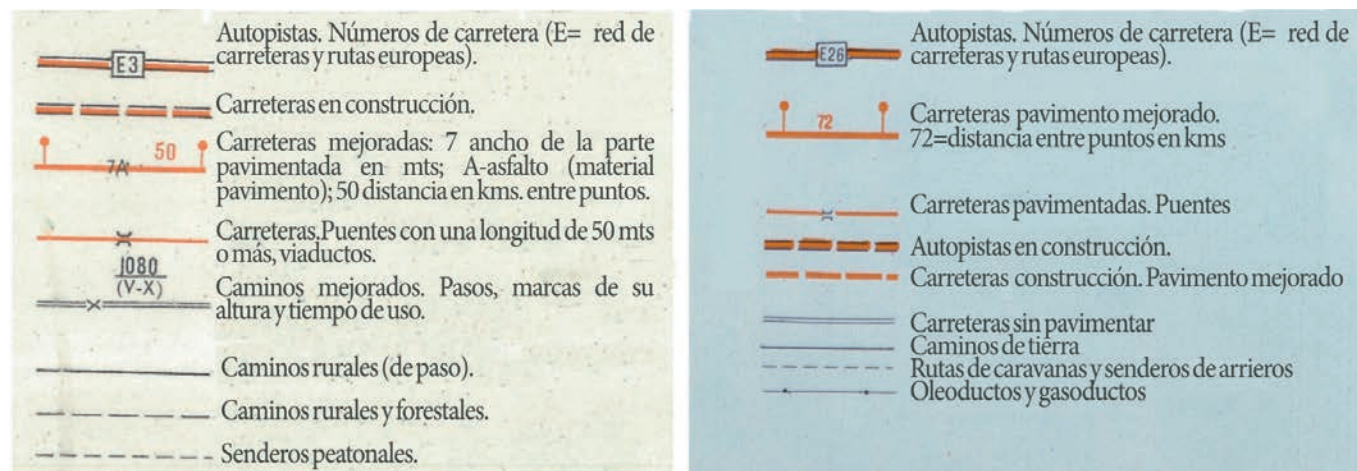 E3
Autopistas. Números de carretera (E= red de
carreteras y rutas europeas).
Carreteras en construcción.
7A 50
Carreteras mejoradas: 7 ancho de la parte
pavimentada en mts; A-asfalto (material
pavimento); 50 distancia en kms. entre puntos.
Carreteras.Puentes con una longitud de 50 mts
o más, viaductos.
1080
(V-X)
Caminos mejorados. Pasos, marcas de su
altura y tiempo de uso.
Caminos rurales (de paso).
Caminos rurales y forestales.
Senderos peatonales.
E26
Autopistas. Números de carretera (E= red de
carreteras y rutas europeas).
72
Carreteras pavimento mejorado.
72=distancia entre puntos en kms
Carreteras pavimentadas. Puentes
Autopistas en construcción.
Carreteras construcción. Pavimento mejorado
Carreteras sin pavimentar
Caminos de tierra
Rutas de caravanas y senderos de arrieros
Oleoductos y gasoductos